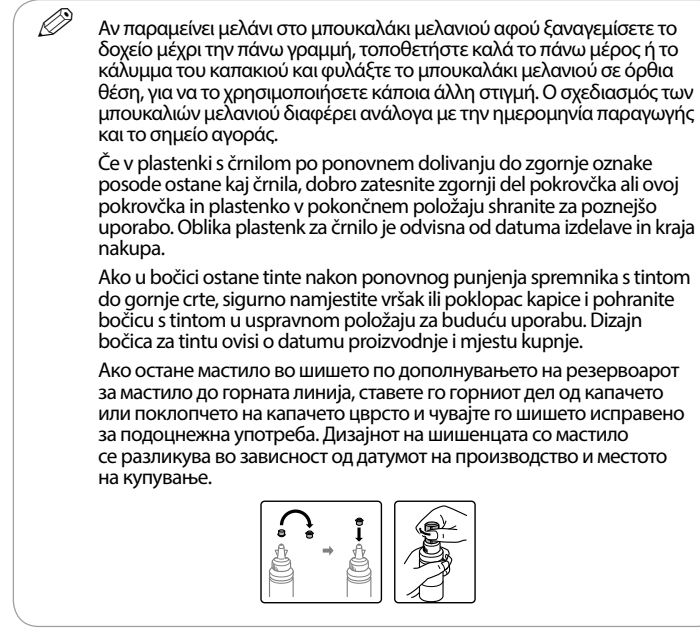 Αν παραμείνει μελάνι στο μπουκαλάκι μελανιού αφού ξαναγεμίσετε το
δοχείο μέχρι την πάνω γραμμή, τοποθετήστε καλά το πάνω μέρος ή το
κάλυμμα του καπακιού και φυλάξτε το μπουκαλάκι μελανιού σε όρθια
θέση, για να το χρησιμοποιήσετε κάποια άλλη στιγμή. Ο σχεδιασμός των
μπουκαλιών μελανιού διαφέρει ανάλογα με την ημερομηνία παραγωγής
και το σημείο αγοράς.
Če v plastenki s črnilom po ponovnem dolivanju do zgornje oznake
posode ostane kaj črnila, dobro zatesnite zgornji del pokrovčka ali ovoj
pokrovčka in plastenko v pokončnem položaju shranite za poznejšo
uporabo. Oblika plastenk za črnilo je odvisna od datuma izdelave in kraja
nakupa.
Ako u bočici ostane tinte nakon ponovnog punjenja spremnika s tintom
do gornje crte, sigurno namjestite vršak ili poklopac kapice i pohranite
bočicu s tintom u uspravnom položaju za buduću uporabu. Dizajn
bočica za tintu ovisi o datumu proizvodnje i mjestu kupnje.
Ако остане мастило во шишето по дополнувањето на резервоарот
за мастило до горната линија, ставете го горниот дел од капачето
или поклопчето на капачето цврсто и чувајте го шишето исправено
за подоцнежна употреба. Дизајнот на шишенцата со мастило
се разликува во зависност од датумот на производство и местото
на купување.